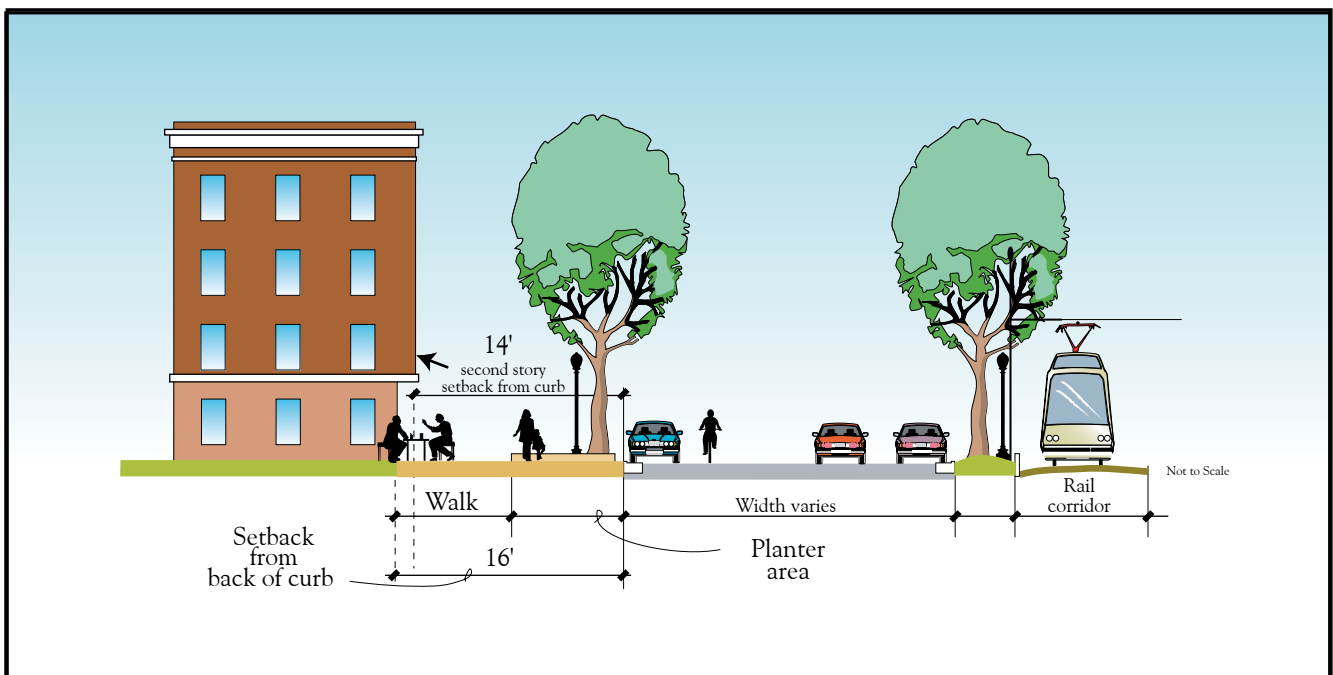 14'
second story
setback from curb
Not to Scale
Walk
Width varies
Rail
corridor
Setback
from
back of curb
16'
Planter
area